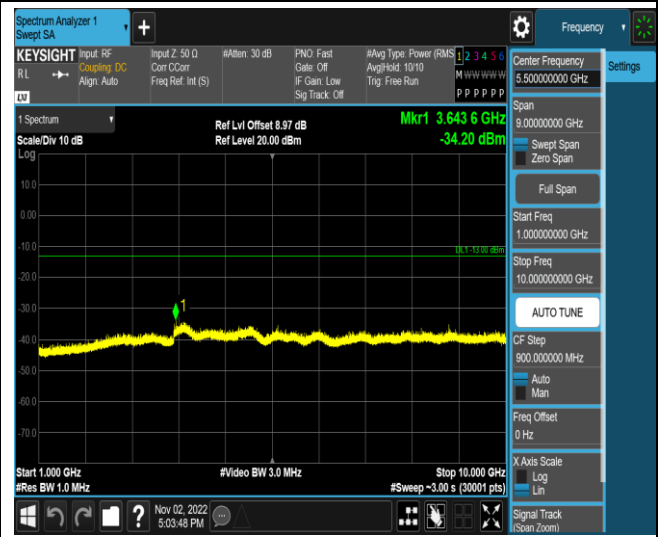 Spectrum Analyzer 1
Swept SA
+
Frequency
KEYSIGHT
RL
LXI
Input: RF
Coupling: DC
Align: Auto
Input Z: 50 Ω
Corr CCorr
Freq Ref: Int (S)
#Atten: 30 dB
PNO: Fast
Gate: Off
IF Gain: Low
Sig Track: Off
#Avg Type: Power (RMS
Avg|Hold: 10/10
Trig: Free Run
1 2 3 4 5 6
M W W W W W
P P P P P P
1 Spectrum
Scale/Div 10 dB
Log
Ref Lvl Offset 8.97 dB
Ref Level 20.00 dBm
Mkr1 3.643 6 GHz
-34.20 dBm
10.0
0.00
-10.0
DL1 -13.00 dBm
-20.0
-30.0
1
-40.0
-50.0
-60.0
-70.0
Start 1.000 GHz
#Res BW 1.0 MHz
#Video BW 3.0 MHz
Stop 10.000 GHz
#Sweep ~3.00 s (30001 pts)
?
Nov 02, 2022
5:03:48 PM
Center Frequency
5.500000000 GHz
Span
9.00000000 GHz
Swept Span
Zero Span
Full Span
Start Freq
1.000000000 GHz
Stop Freq
10.000000000 GHz
AUTO TUNE
CF Step
900.000000 MHz
Auto
Man
Freq Offset
0 Hz
X Axis Scale
Log
Lin
Signal Track
(Span Zoom)
Settings